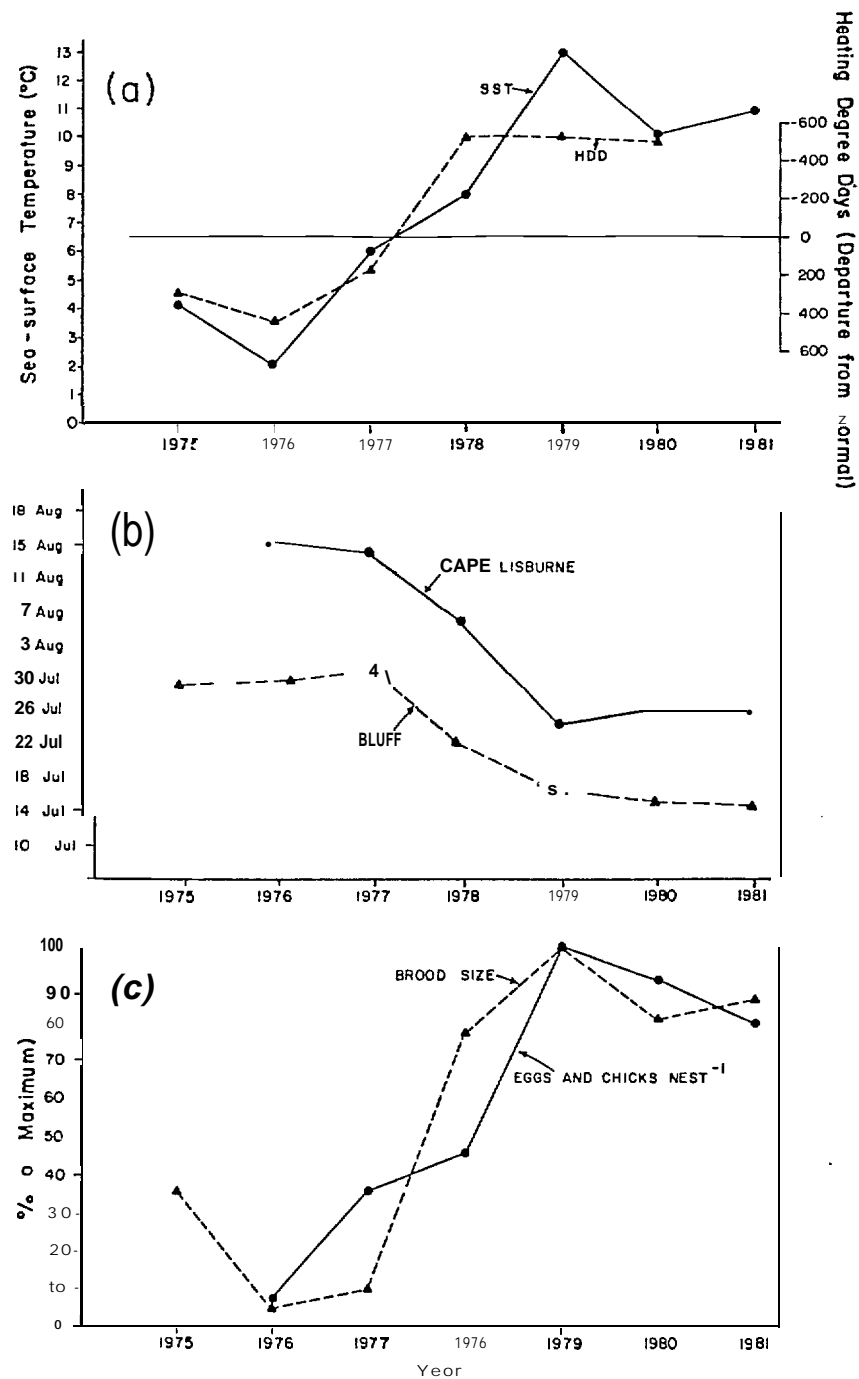 (a)
Sea-surface Temperature (°C)
13
12
11
10
9
8
7
6
5
4
3
2
1
0
SST
HDD
-600
-400
-200
0
200
400
600
Heating Degree Days (Departure from Normal)
1975 1976 1977 1978 1979 1980 1981
(b)
18 Aug
15 Aug
11 Aug
7 Aug
3 Aug
30 Jul
26 Jul
22 Jul
18 Jul
14 Jul
10 Jul
CAPE LISBURNE
4 \
BLUFF
's.
1975 1976 1977 1978 1979 1980 1981
(c)
% o Maximum)
100
90
60
70
60
50
40
30-
20-
to -
0
BROOD SIZE
EGGS AND CHICKS NEST⁻¹
1975 1976 1977 1976 1979 1980 1981
Yeor